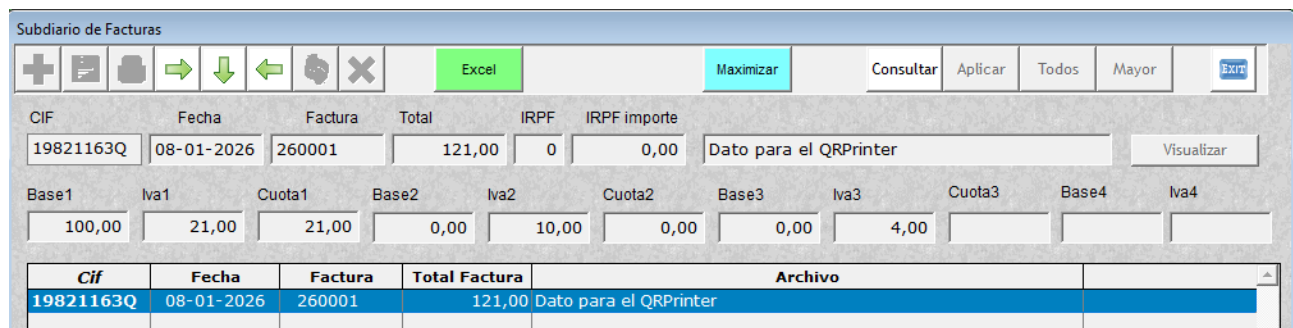 Subdiario de Facturas
Excel Maximizar Consultar Aplicar Todos Mayor EXIT
CIF Fecha Factura Total IRPF IRPF importe
19821163Q 08-01-2026 260001 121,00 0 0,00 Dato para el QRPrinter Visualizar
Base1 Iva1 Cuota1 Base2 Iva2 Cuota2 Base3 Iva3 Cuota3 Base4 Iva4
100,00 21,00 21,00 0,00 10,00 0,00 0,00 4,00
Cif Fecha Factura Total Factura Archivo
19821163Q 08-01-2026 260001 121,00 Dato para el QRPrinter